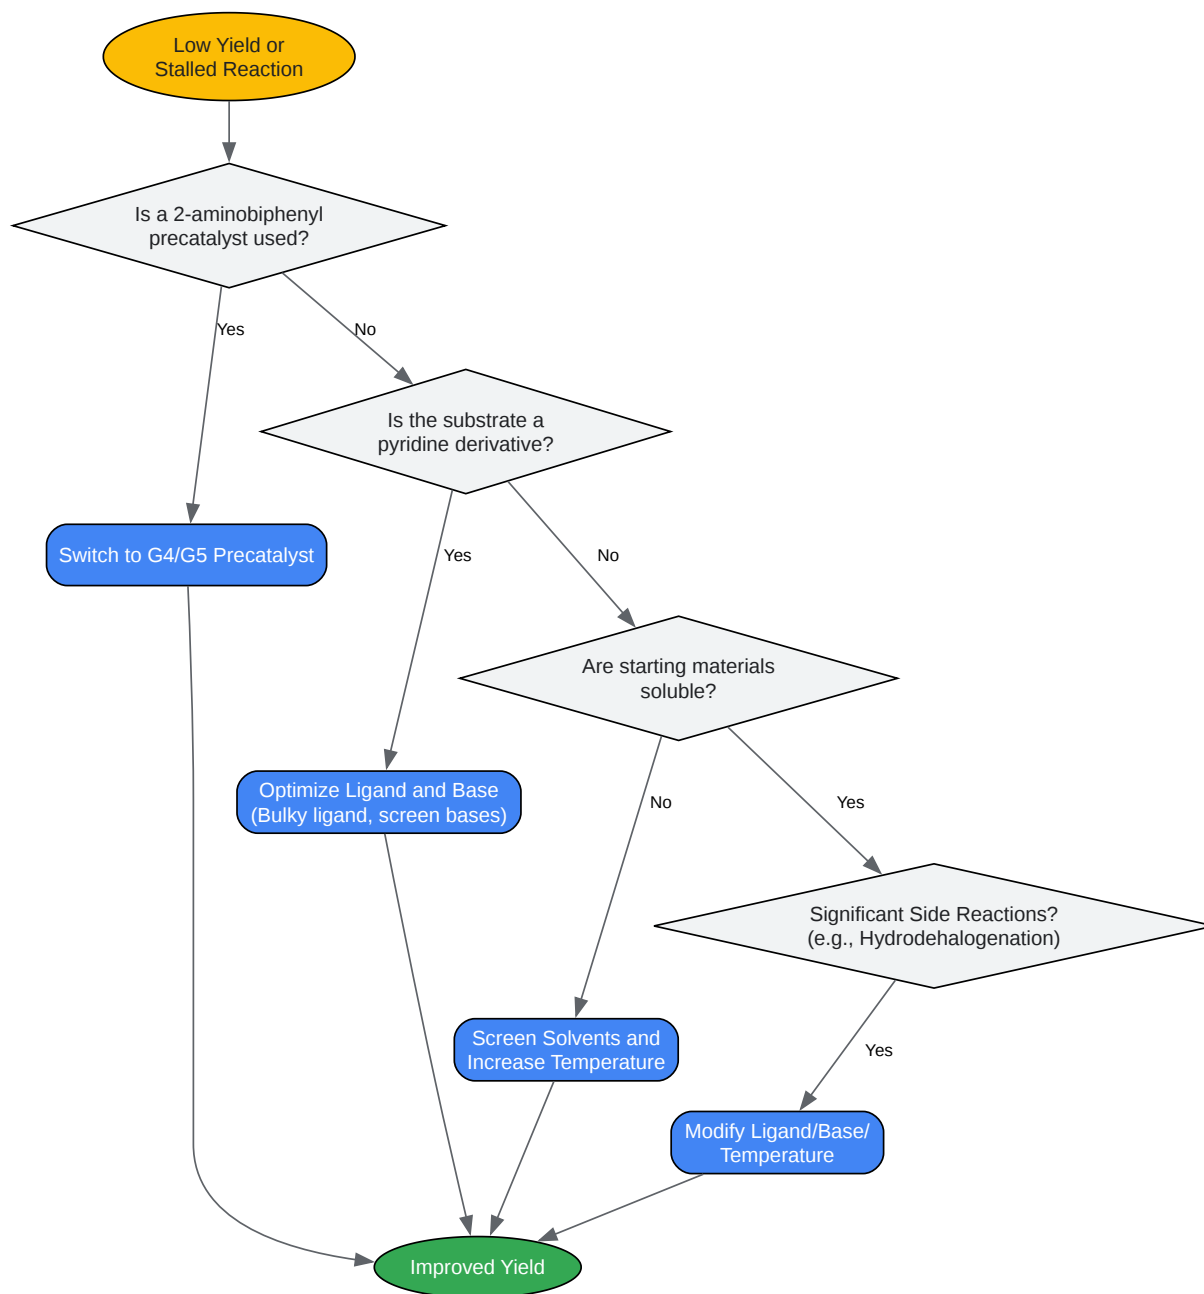 Low Yield or
Stalled Reaction
Is a 2-aminobiphenyl
precatalyst used?
Yes
No
Is the substrate a
pyridine derivative?
Switch to G4/G5 Precatalyst
Yes
No
Are starting materials
soluble?
Optimize Ligand and Base
(Bulky ligand, screen bases)
No
Yes
Significant Side Reactions?
(e.g., Hydrodehalogenation)
Screen Solvents and
Increase Temperature
Yes
Modify Ligand/Base/
Temperature
Improved Yield